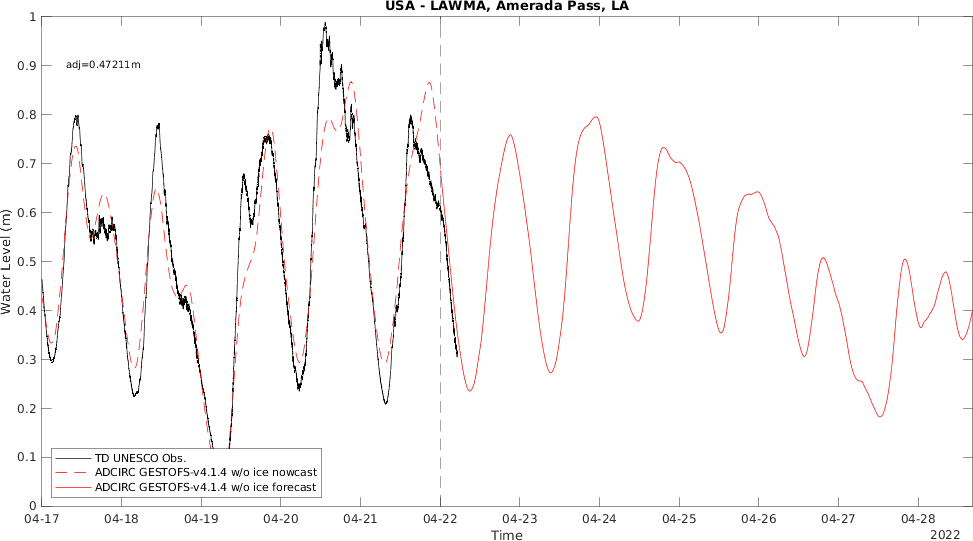 USA - LAWMA, Amerada Pass, LA
1
0.9
adj=0.47211m
0.8
0.7
0.6
0.5
0.4
0.3
0.2
0.1
0
Water Level (m)
TD UNESCO Obs.
ADCIRC GESTOFS-v4.1.4 w/o ice nowcast
ADCIRC GESTOFS-v4.1.4 w/o ice forecast
04-17 04-18 04-19 04-20 04-21 04-22 04-23 04-24 04-25 04-26 04-27 04-28
Time
2022